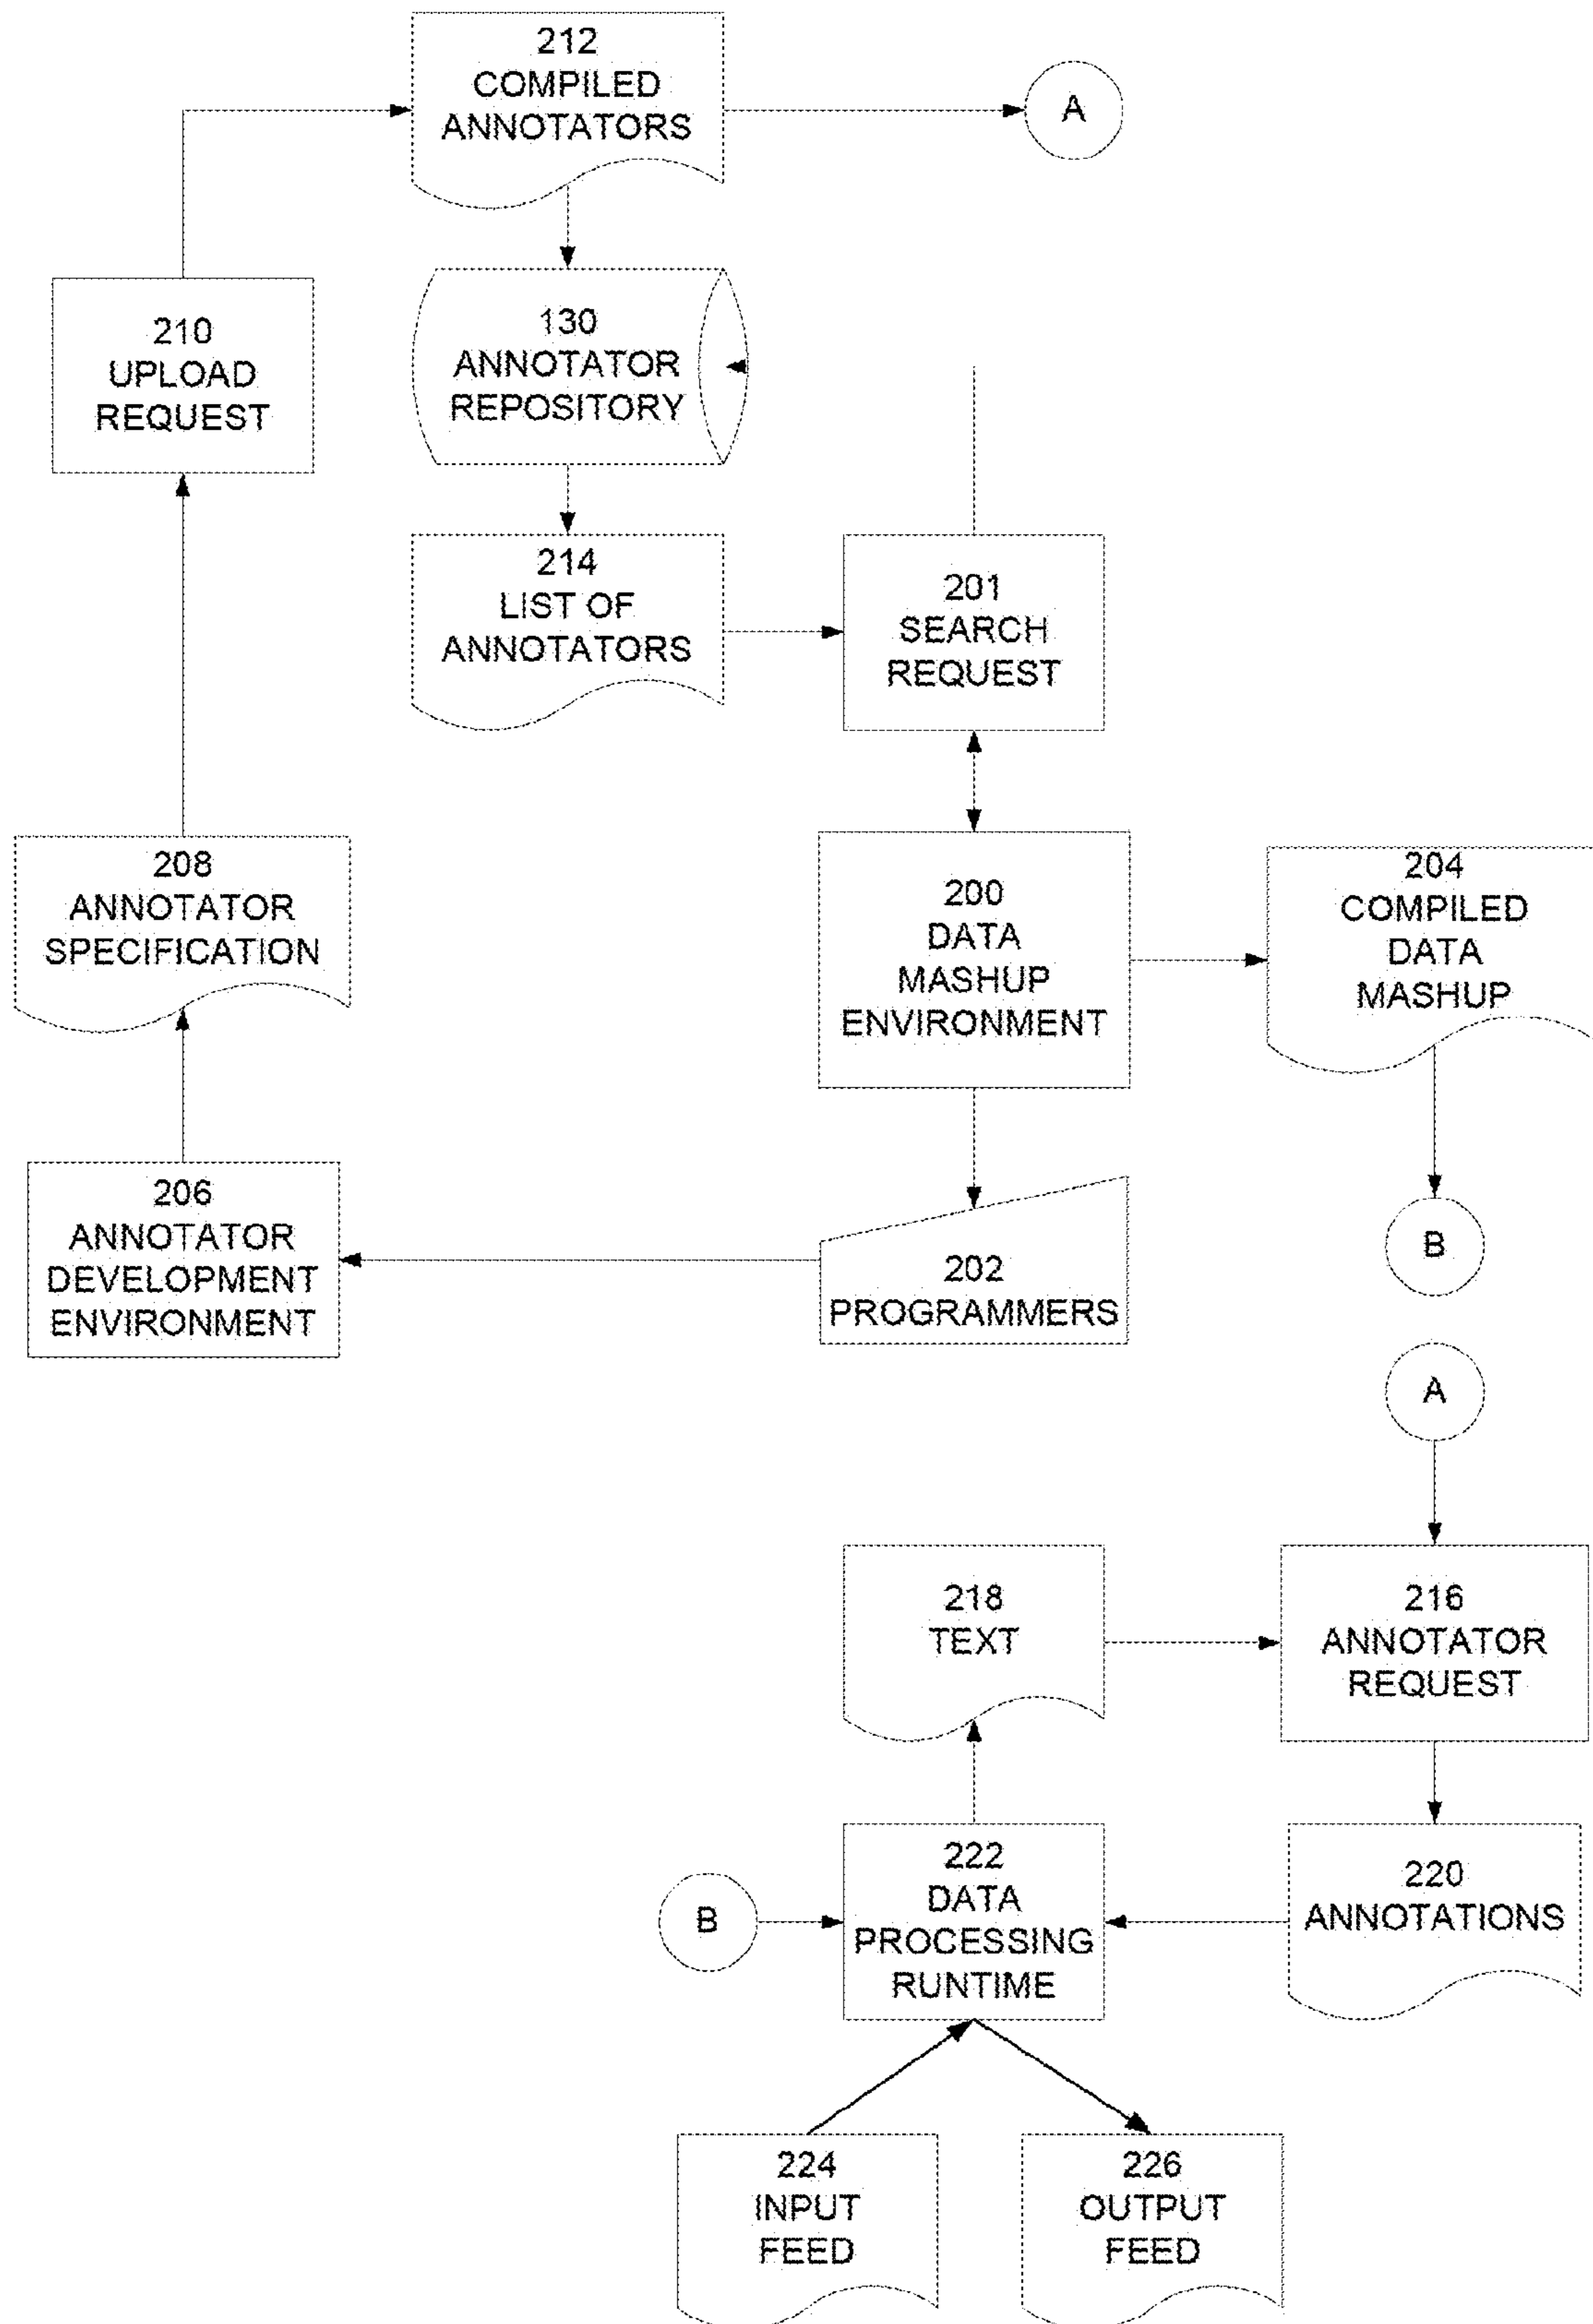 212
COMPILED
ANNOTATORS
A
210
UPLOAD
REQUEST
130
ANNOTATOR
REPOSITORY
214
LIST OF
ANNOTATORS
201
SEARCH
REQUEST
208
ANNOTATOR
SPECIFICATION
200
DATA
MASHUP
ENVIRONMENT
204
COMPILED
DATA
MASHUP
206
ANNOTATOR
DEVELOPMENT
ENVIRONMENT
202
PROGRAMMERS
B
A
218
TEXT
216
ANNOTATOR
REQUEST
B
222
DATA
PROCESSING
RUNTIME
220
ANNOTATIONS
224
INPUT
FEED
226
OUTPUT
FEED